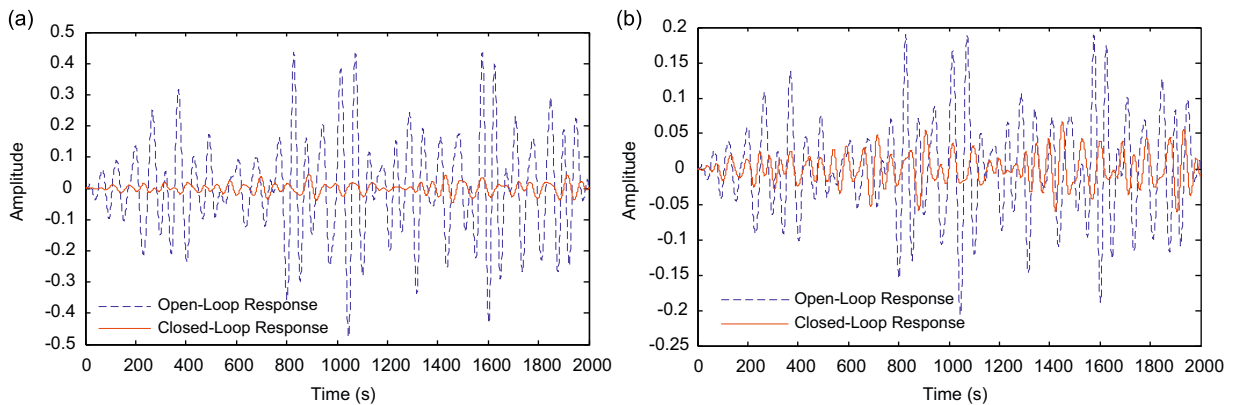 (a)
0.5
0.4
0.3
0.2
0.1
0
-0.1
-0.2
-0.3
-0.4
-0.5
Amplitude
Open-Loop Response
Closed-Loop Response
0 200 400 600 800 1000 1200 1400 1600 1800 2000
Time (s)
(b)
0.2
0.15
0.1
0.05
0
-0.05
-0.1
-0.15
-0.2
-0.25
Amplitude
Open-Loop Response
Closed-Loop Response
0 200 400 600 800 1000 1200 1400 1600 1800 2000
Time (s)